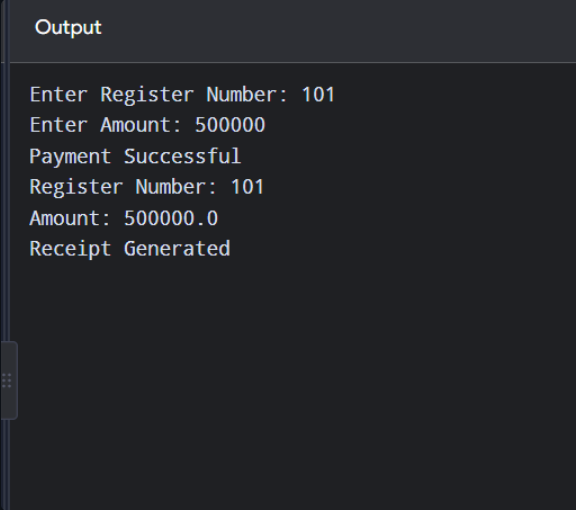 Output
Enter Register Number: 101
Enter Amount: 500000
Payment Successful
Register Number: 101
Amount: 500000.0
Receipt Generated